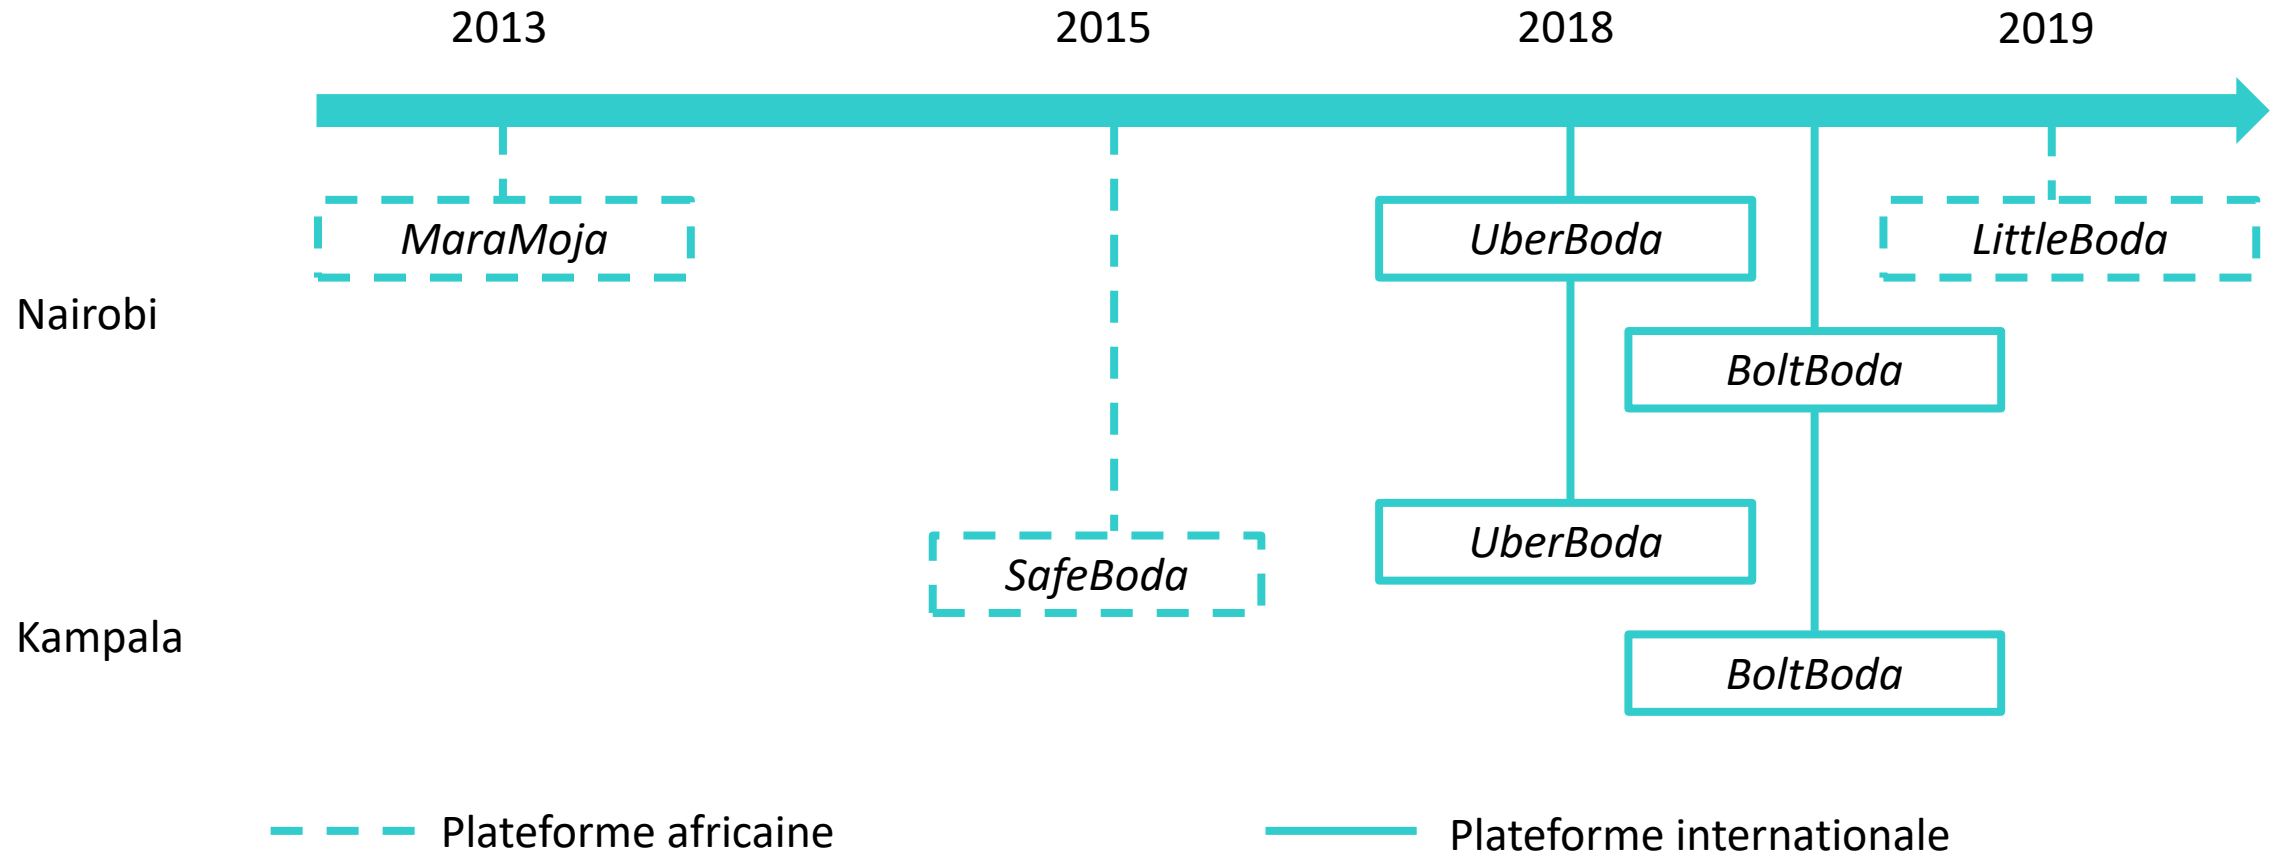 2013
2015
2018
2019
MaraMoja
UberBoda
LittleBoda
Nairobi
BoltBoda
UberBoda
SafeBoda
Kampala
BoltBoda
Plateforme africaine
Plateforme internationale